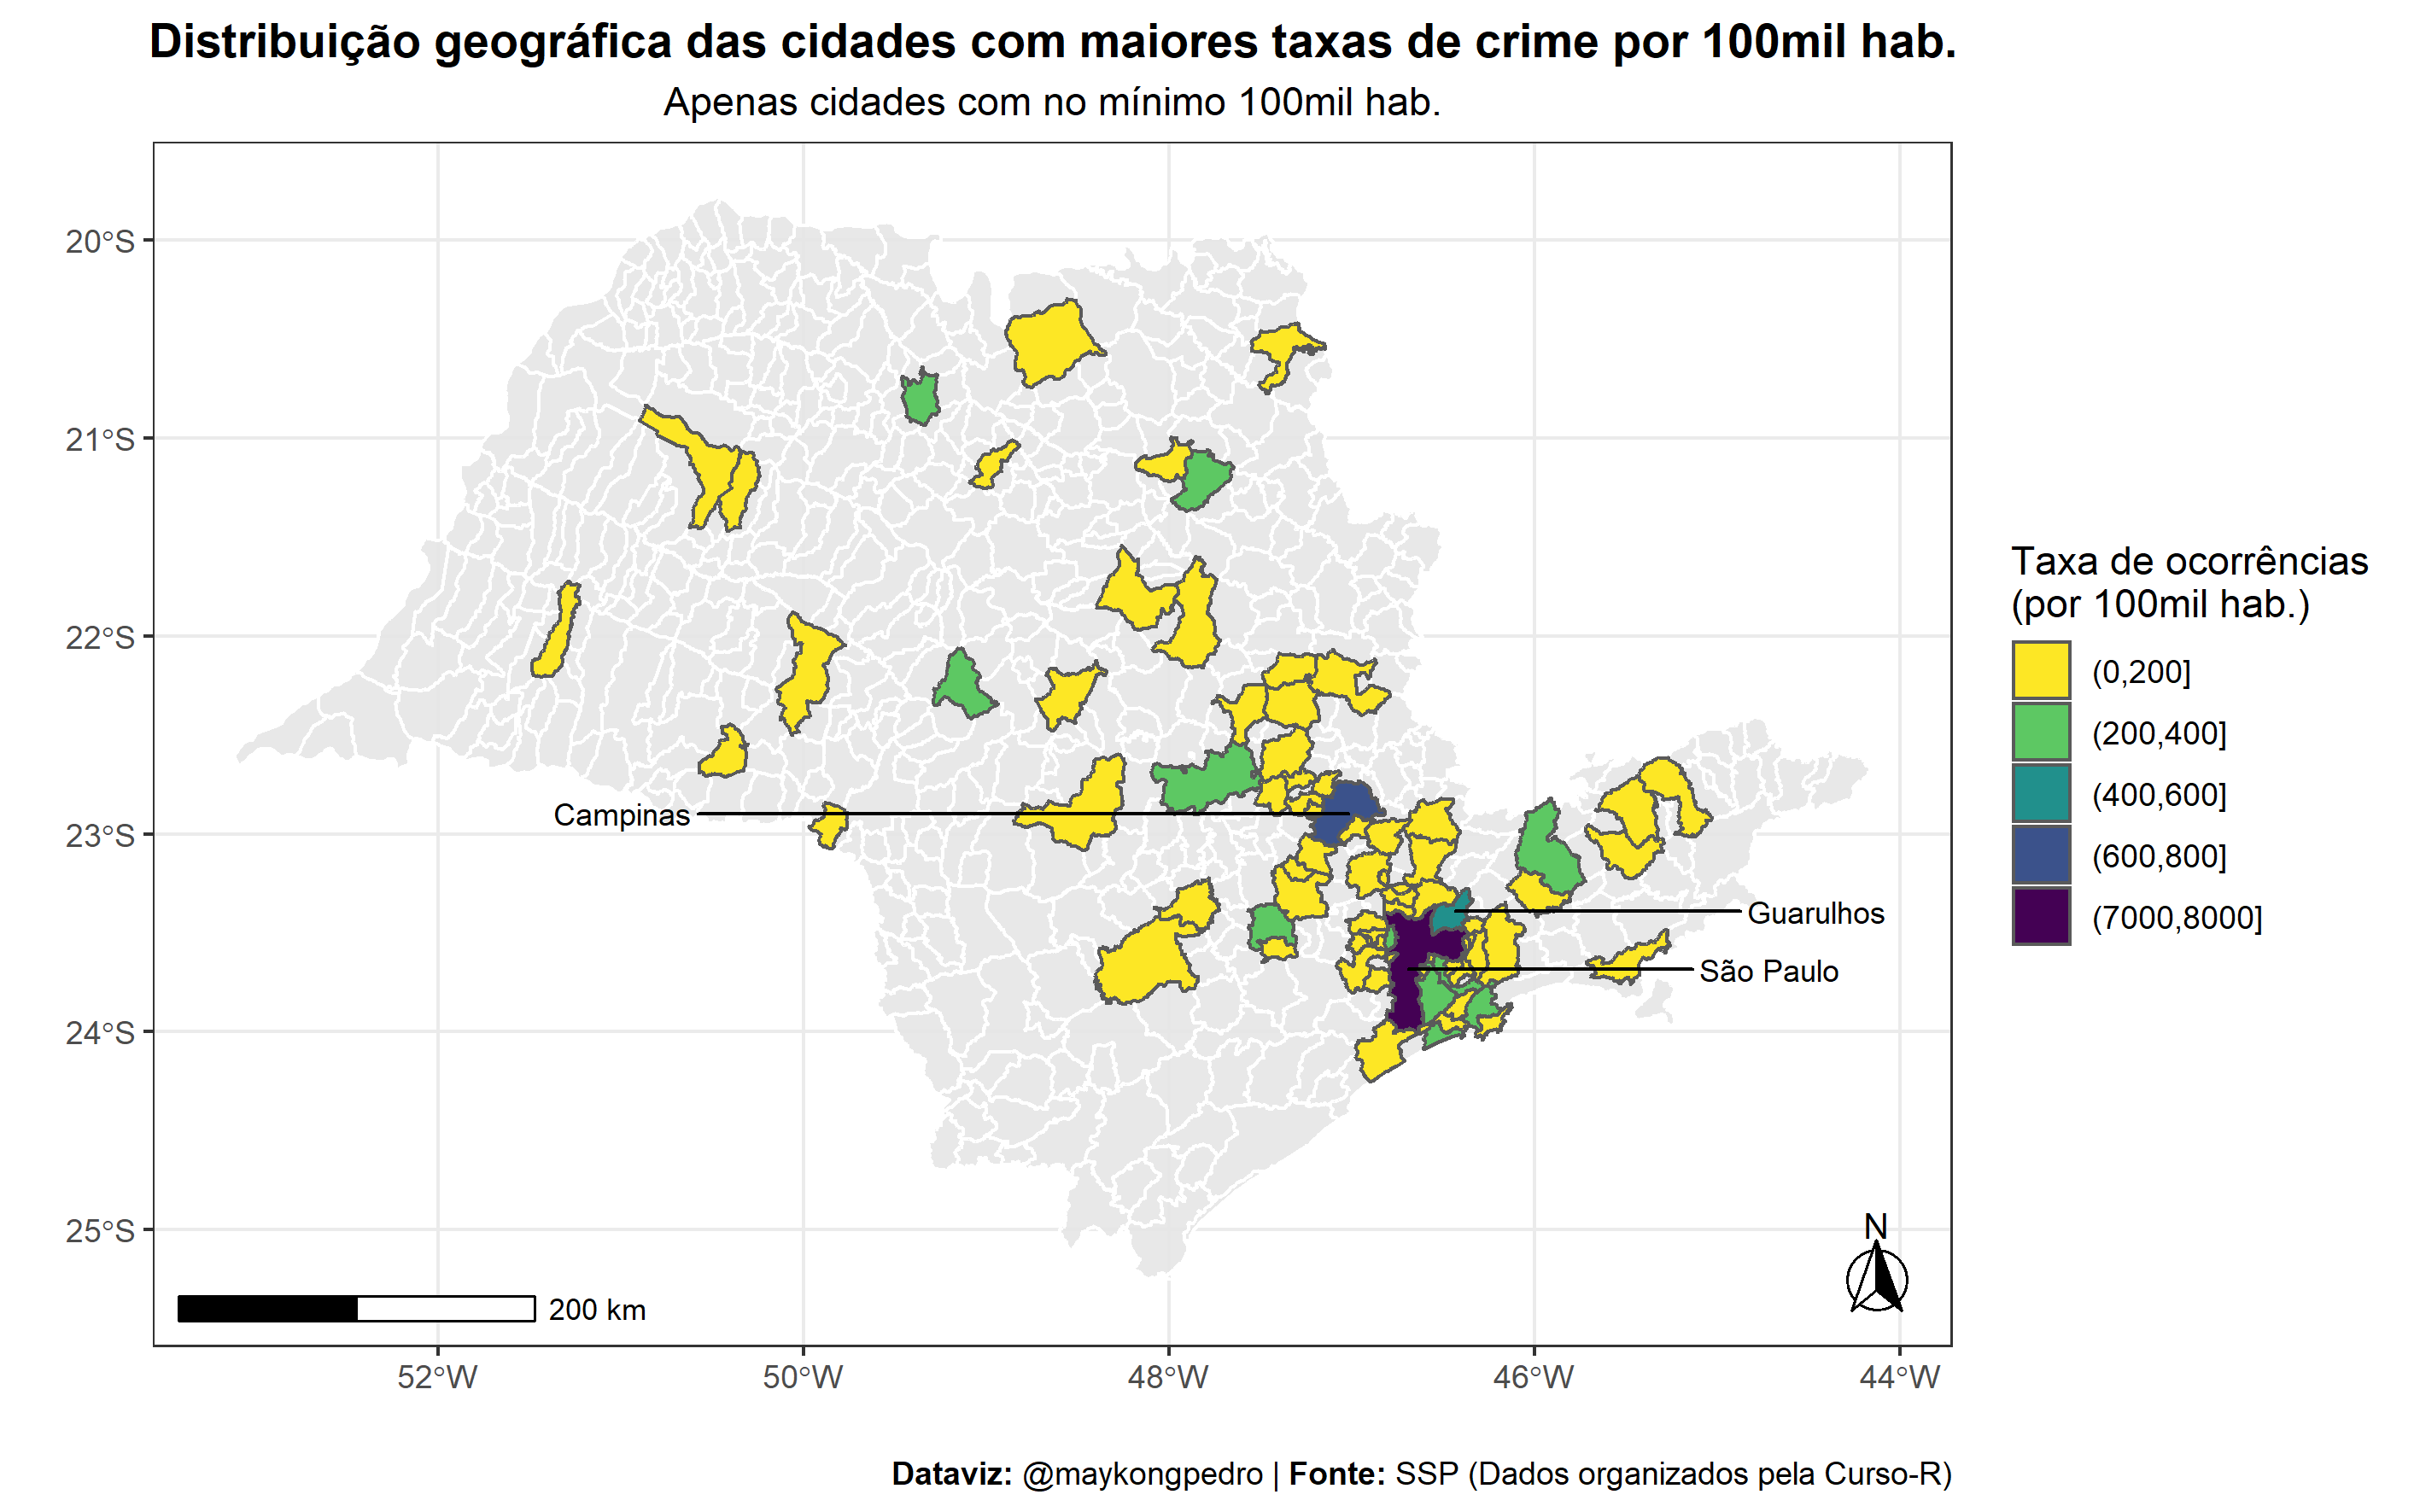 Distribuição geográfica das cidades com maiores taxas de crime por 100mil hab.
Apenas cidades com no mínimo 100mil hab.
20°S
21°S
22°S
23°S
24°S
25°S
Campinas
Guarulhos
São Paulo
N
200 km
52°W
50°W
48°W
46°W
44°W
Taxa de ocorrências
(por 100mil hab.)
(0,200]
(200,400]
(400,600]
(600,800]
(7000,8000]
Dataviz: @maykongpedro | Fonte: SSP (Dados organizados pela Curso-R)